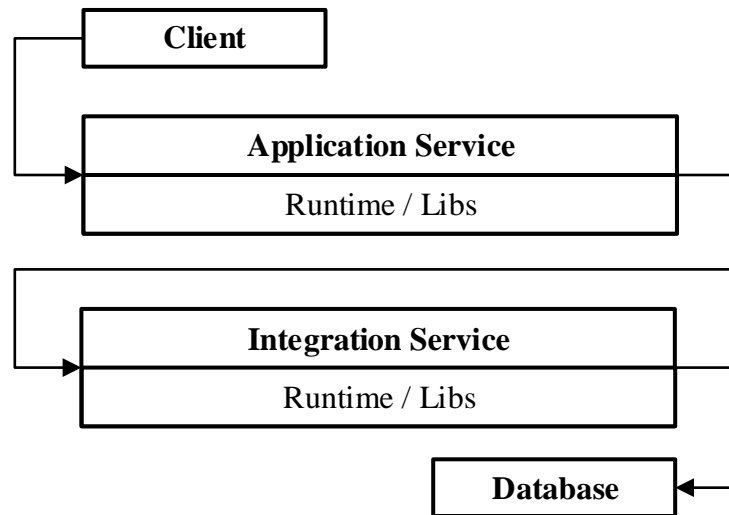 Client
Application Service
Runtime / Libs
Integration Service
Runtime / Libs
Database